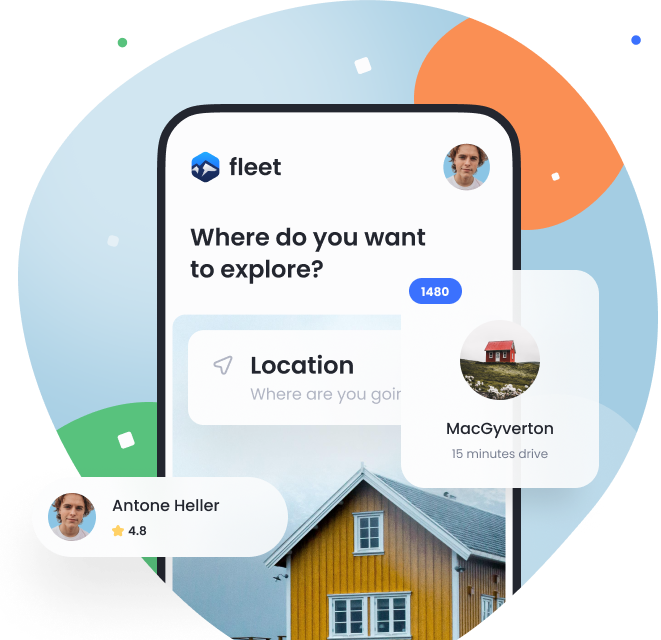 fleet
Where do you want
to explore?
1480
Location
Where are you goin
MacGyverton
15 minutes drive
Antone Heller
4.8